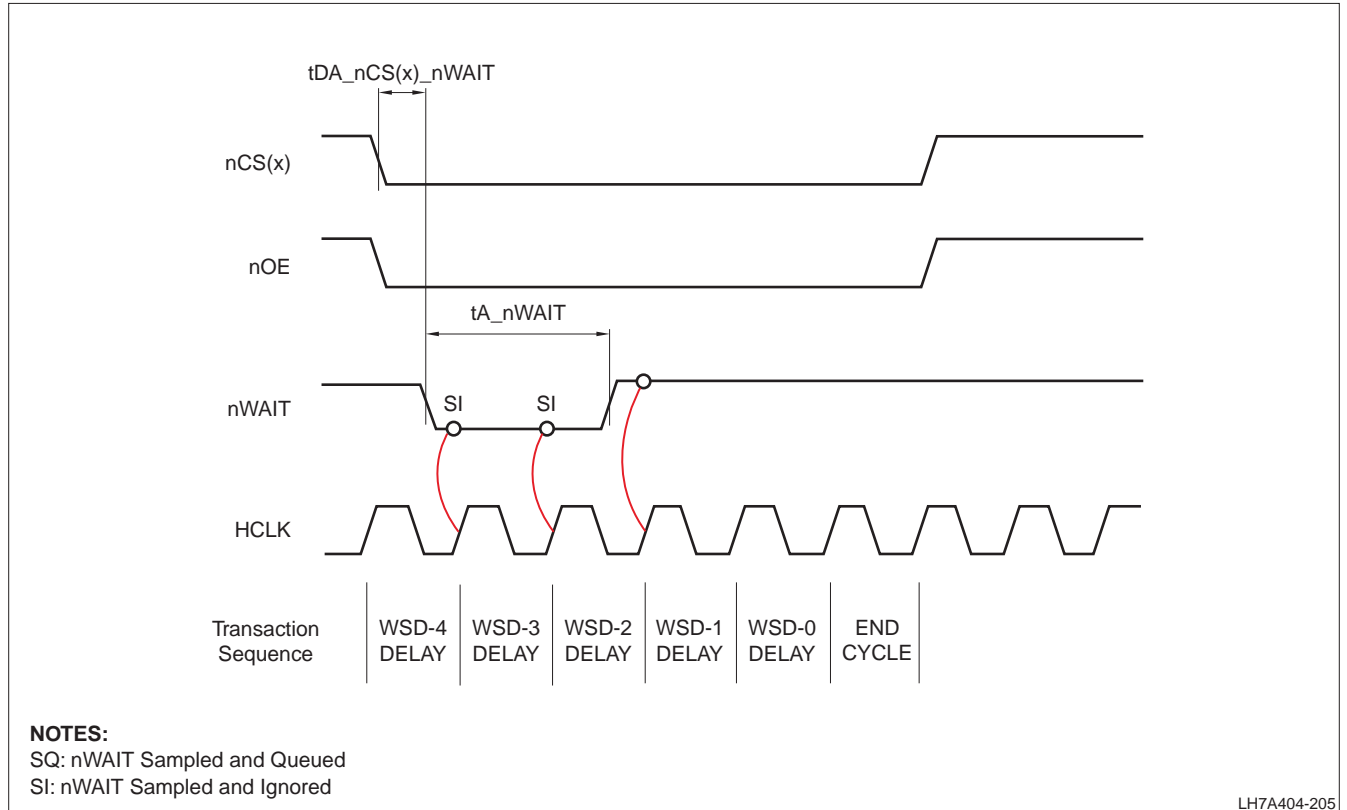 tDA_nCS(x)_nWAIT
nCS(x)
nOE
tA_nWAIT
nWAIT
SI
SI
HCLK
Transaction
Sequence
WSD-4
DELAY
WSD-3
DELAY
WSD-2
DELAY
WSD-1
DELAY
WSD-0
DELAY
END
CYCLE
NOTES:
SQ: nWAIT Sampled and Queued
SI: nWAIT Sampled and Ignored
LH7A404-205